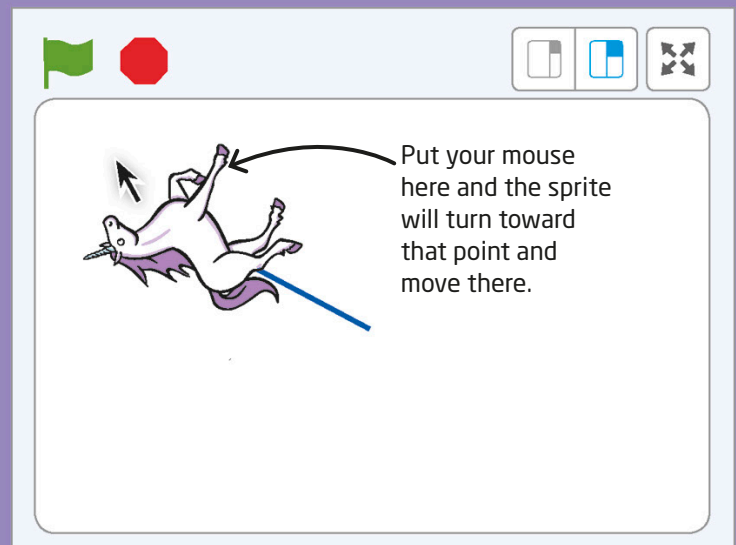 Put your mouse
here and the sprite
will turn toward
that point and
move there.